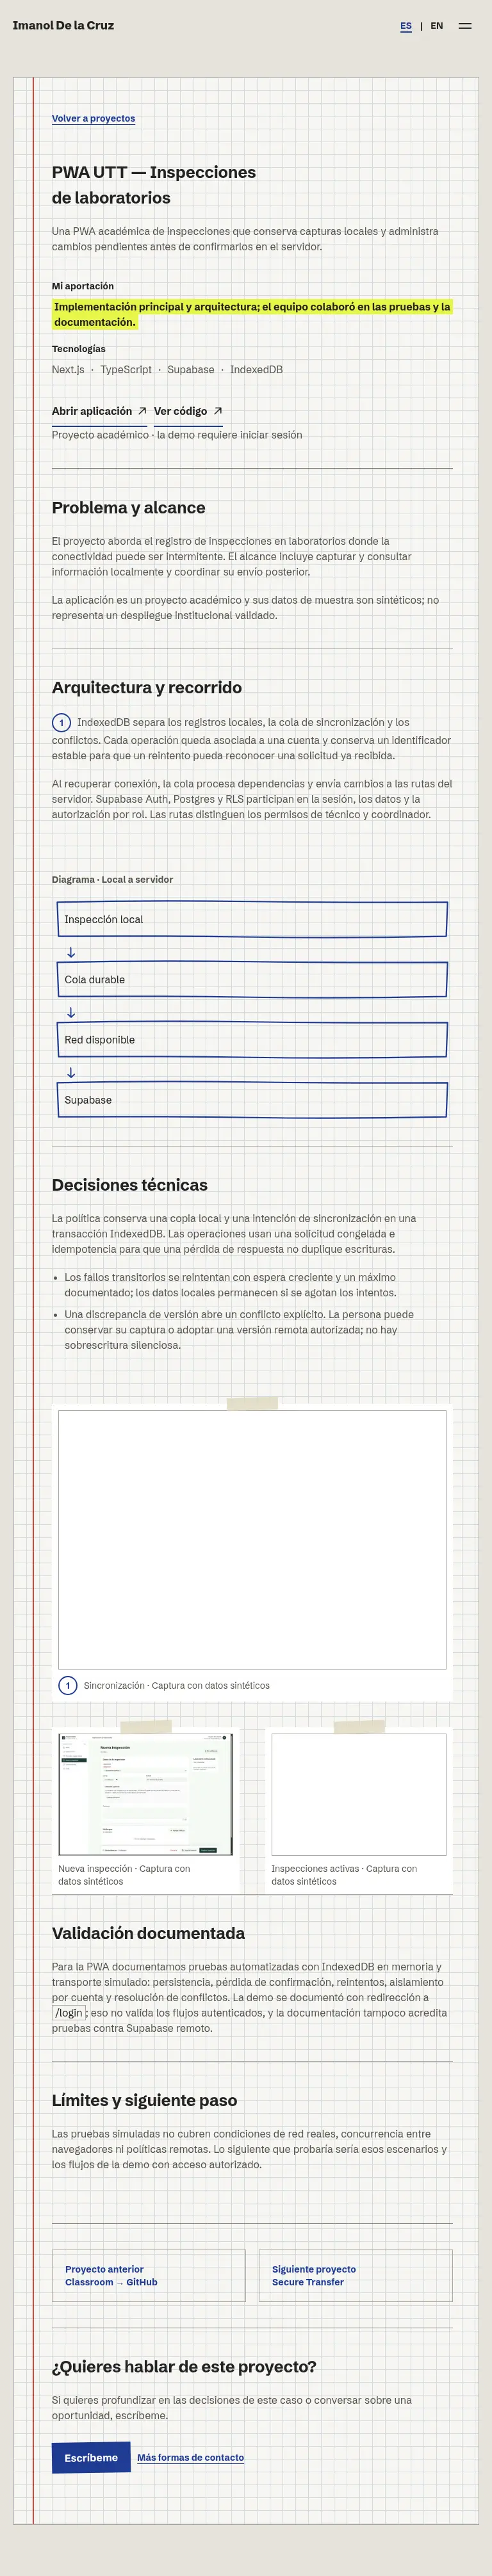 Imanol De la Cruz
ES | EN
Volver a proyectos
PWA UTT — Inspecciones
de laboratorios
Una PWA académica de inspecciones que conserva capturas locales y administra
cambios pendientes antes de confirmarlos en el servidor.
Mi aportación
Implementación principal y arquitectura; el equipo colaboró en las pruebas y la
documentación.
Tecnologías
Next.js · TypeScript · Supabase · IndexedDB
Abrir aplicación ↗ Ver código ↗
Proyecto académico · la demo requiere iniciar sesión
Problema y alcance
El proyecto aborda el registro de inspecciones en laboratorios donde la
conectividad puede ser intermitente. El alcance incluye capturar y consultar
información localmente y coordinar su envío posterior.
La aplicación es un proyecto académico y sus datos de muestra son sintéticos; no
representa un despliegue institucional validado.
Arquitectura y recorrido
1 IndexedDB separa los registros locales, la cola de sincronización y los
conflictos. Cada operación queda asociada a una cuenta y conserva un identificador
estable para que un reintento pueda reconocer una solicitud ya recibida.
Al recuperar conexión, la cola procesa dependencias y envía cambios a las rutas del
servidor. Supabase Auth, Postgres y RLS participan en la sesión, los datos y la
autorización por rol. Las rutas distinguen los permisos de técnico y coordinador.
Diagrama · Local a servidor
Inspección local
↓
Cola durable
↓
Red disponible
↓
Supabase
Decisiones técnicas
La política conserva una copia local y una intención de sincronización en una
transacción IndexedDB. Las operaciones usan una solicitud congelada e
idempotencia para que una pérdida de respuesta no duplique escrituras.
• Los fallos transitorios se reintentan con espera creciente y un máximo
documentado; los datos locales permanecen si se agotan los intentos.
• Una discrepancia de versión abre un conflicto explícito. La persona puede
conservar su captura o adoptar una versión remota autorizada; no hay
sobrescritura silenciosa.
1 Sincronización · Captura con datos sintéticos
Nueva inspección
Nueva inspección · Captura con
datos sintéticos
Inspecciones activas · Captura con
datos sintéticos
Validación documentada
Para la PWA documentamos pruebas automatizadas con IndexedDB en memoria y
transporte simulado: persistencia, pérdida de confirmación, reintentos, aislamiento
por cuenta y resolución de conflictos. La demo se documentó con redirección a
/login; eso no valida los flujos autenticados, y la documentación tampoco acredita
pruebas contra Supabase remoto.
Límites y siguiente paso
Las pruebas simuladas no cubren condiciones de red reales, concurrencia entre
navegadores ni políticas remotas. Lo siguiente que probaría sería esos escenarios y
los flujos de la demo con acceso autorizado.
Proyecto anterior
Classroom → GitHub
Siguiente proyecto
Secure Transfer
¿Quieres hablar de este proyecto?
Si quieres profundizar en las decisiones de este caso o conversar sobre una
oportunidad, escríbeme.
Escríbeme
Más formas de contacto